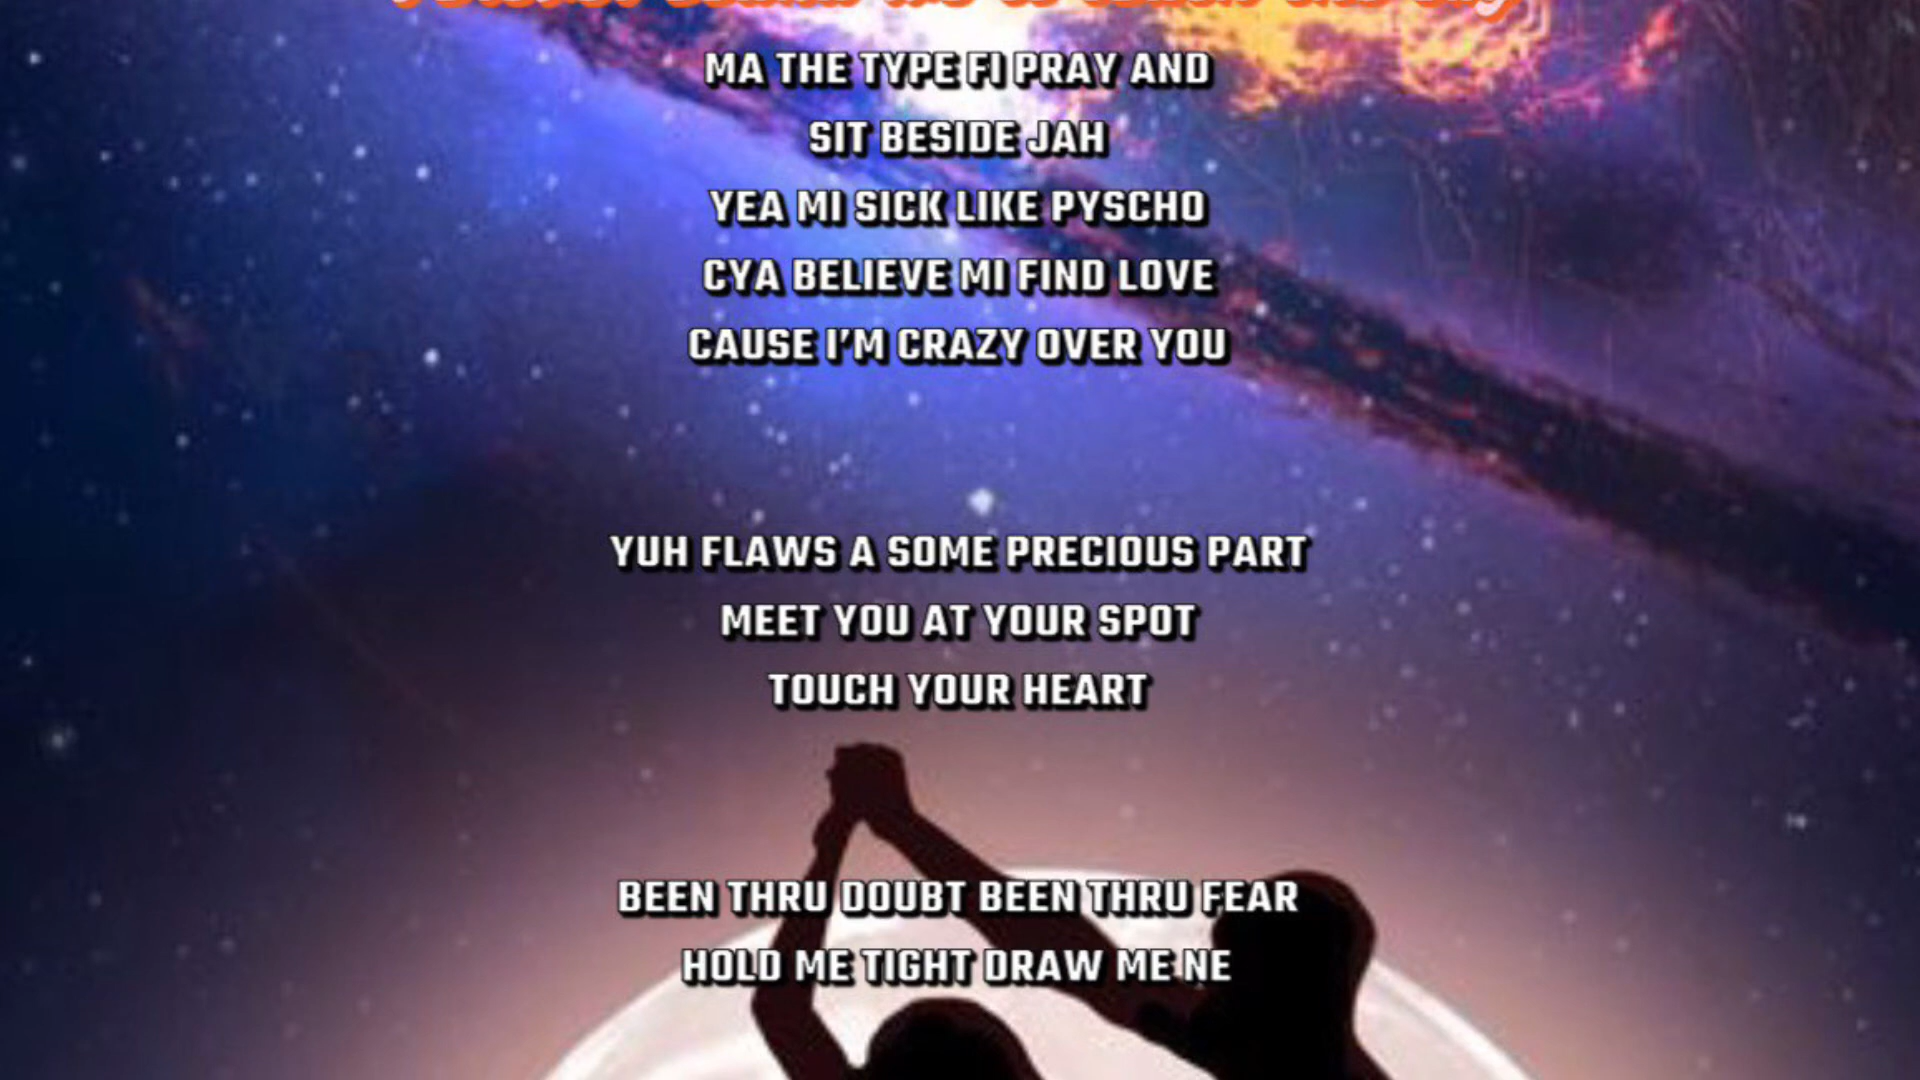 MA THE TYPE FI PRAY AND
SIT BESIDE JAH
YEA MI SICK LIKE PYSCHO
CYA BELIEVE MI FIND LOVE
CAUSE I'M CRAZY OVER YOU
YUH FLAWS A SOME PRECIOUS PART
MEET YOU AT YOUR SPOT
TOUCH YOUR HEART
BEEN THRU DOUBT BEEN THRU FEAR
HOLD ME TIGHT DRAW ME NE